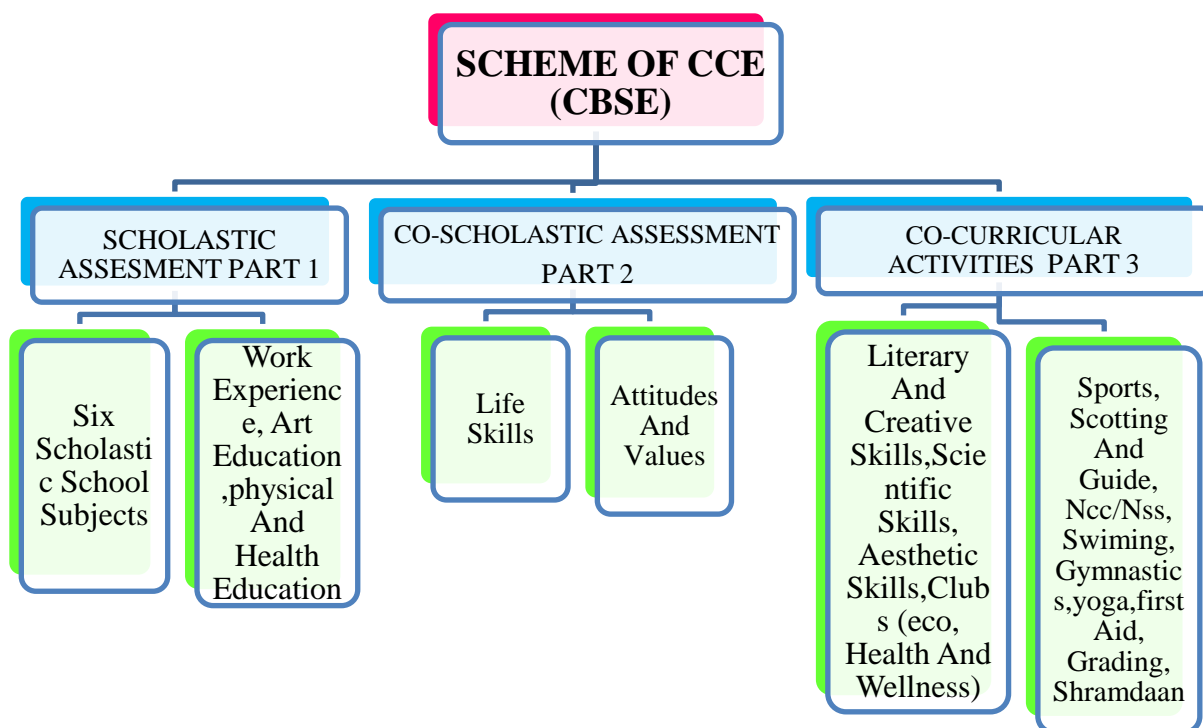 SCHEME OF CCE
(CBSE)
SCHOLASTIC
ASSESMENT PART 1
CO-SCHOLASTIC ASSESSMENT
PART 2
CO-CURRICULAR
ACTIVITIES PART 3
Six
Scholasti
c School
Subjects
Work
Experienc
e, Art
Education
,physical
And
Health
Education
Life
Skills
Attitudes
And
Values
Literary
And
Creative
Skills,Scie
ntific
Skills,
Aesthetic
Skills,Club
s (eco,
Health And
Wellness)
Sports,
Scotting
And
Guide,
Ncc/Nss,
Swiming,
Gymnastic
s,yoga,first
Aid,
Grading,
Shramdaan